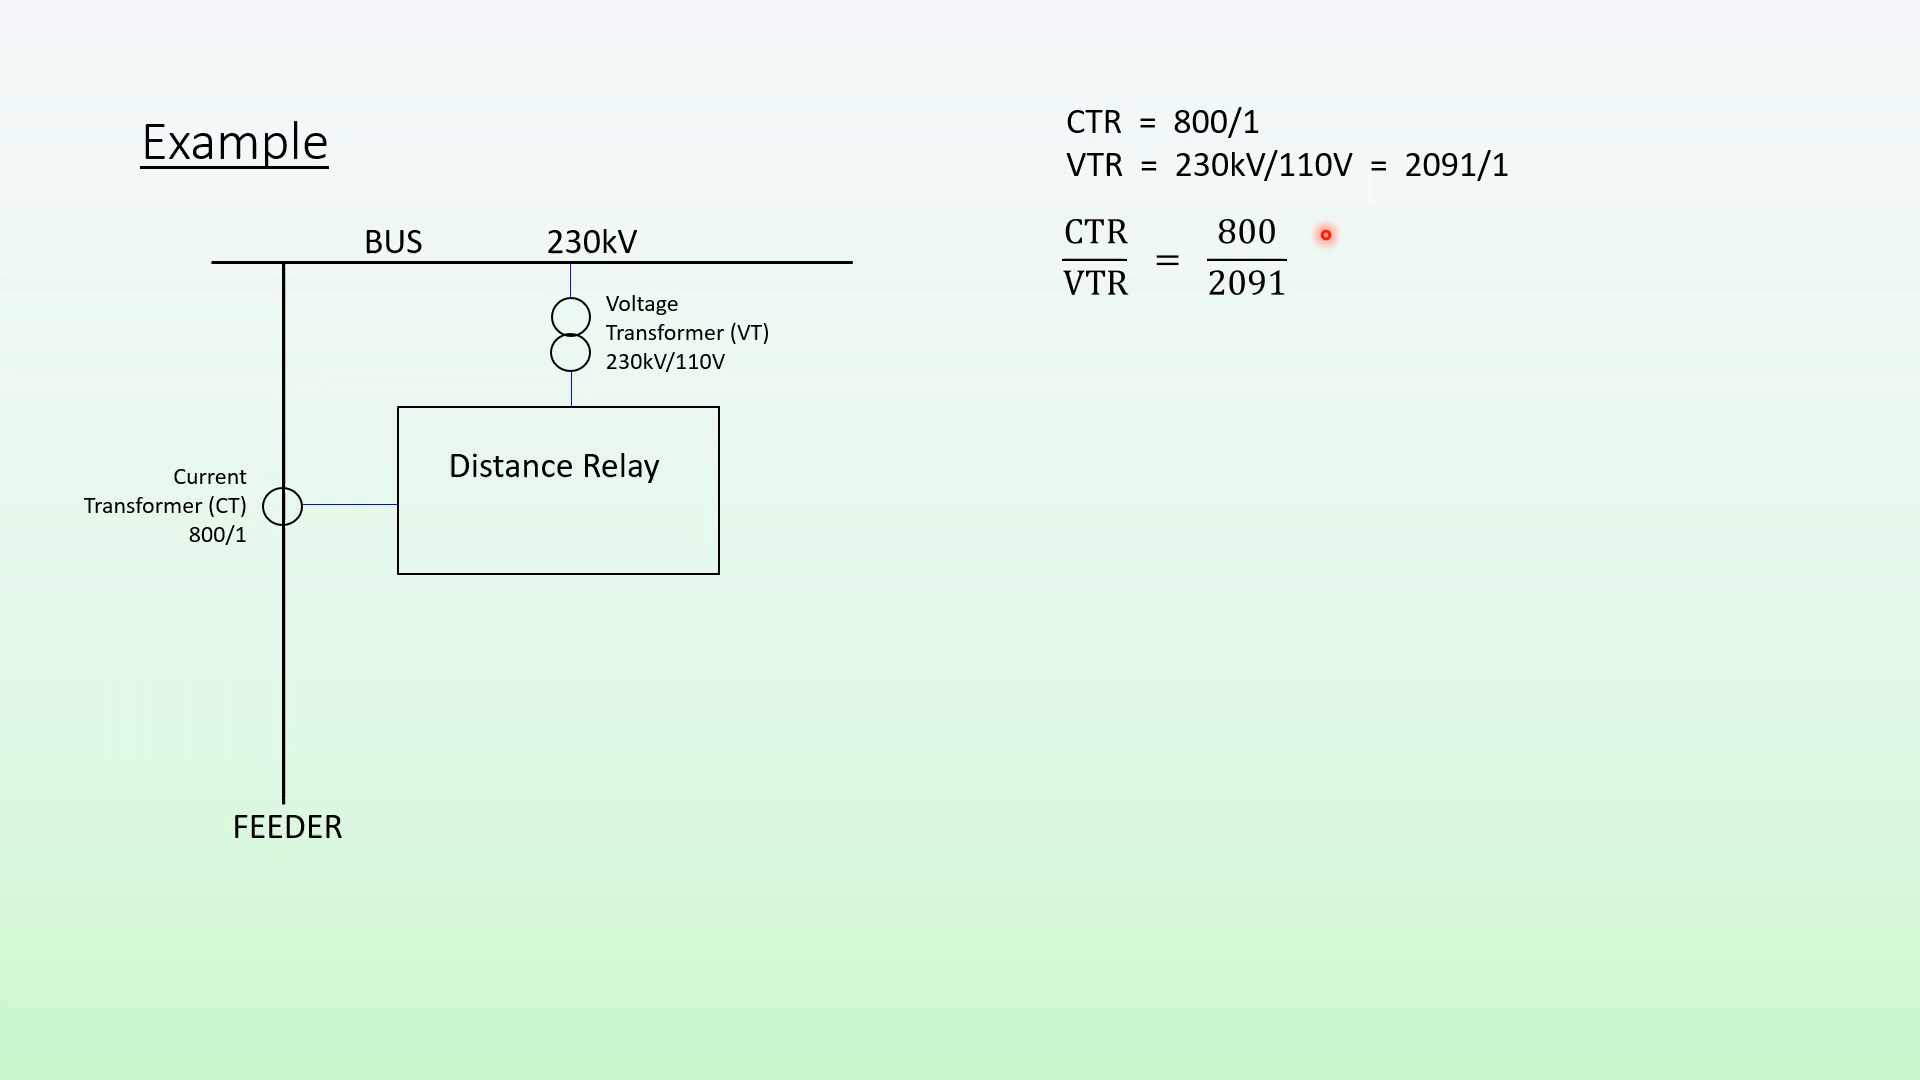 Example
BUS 230kV
Voltage
Transformer (VT)
230kV/110V
Distance Relay
Current
Transformer (CT)
800/1
FEEDER
CTR = 800/1
VTR = 230kV/110V = 2091/1
CTR/VTR = 800/2091